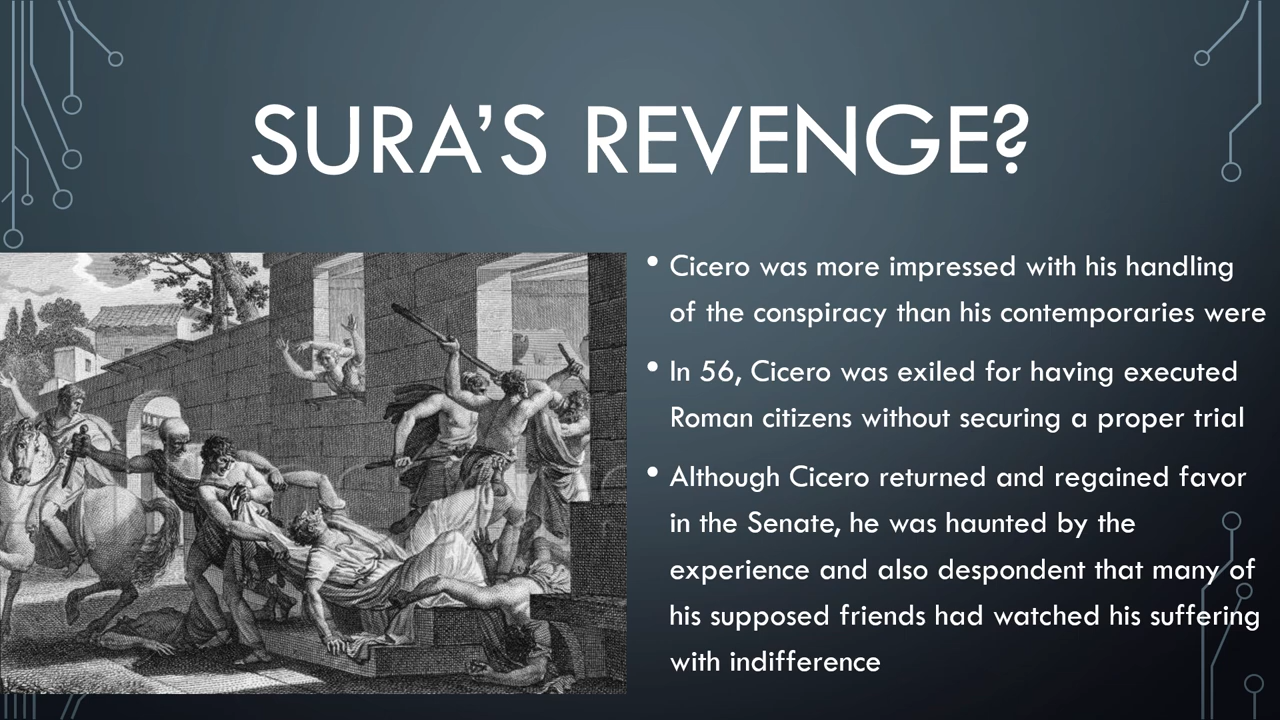 SURA’S REVENGE?
• Cicero was more impressed with his handling
of the conspiracy than his contemporaries were
• In 56, Cicero was exiled for having executed
Roman citizens without securing a proper trial
• Although Cicero returned and regained favor
in the Senate, he was haunted by the
experience and also despondent that many of
his supposed friends had watched his suffering
with indifference